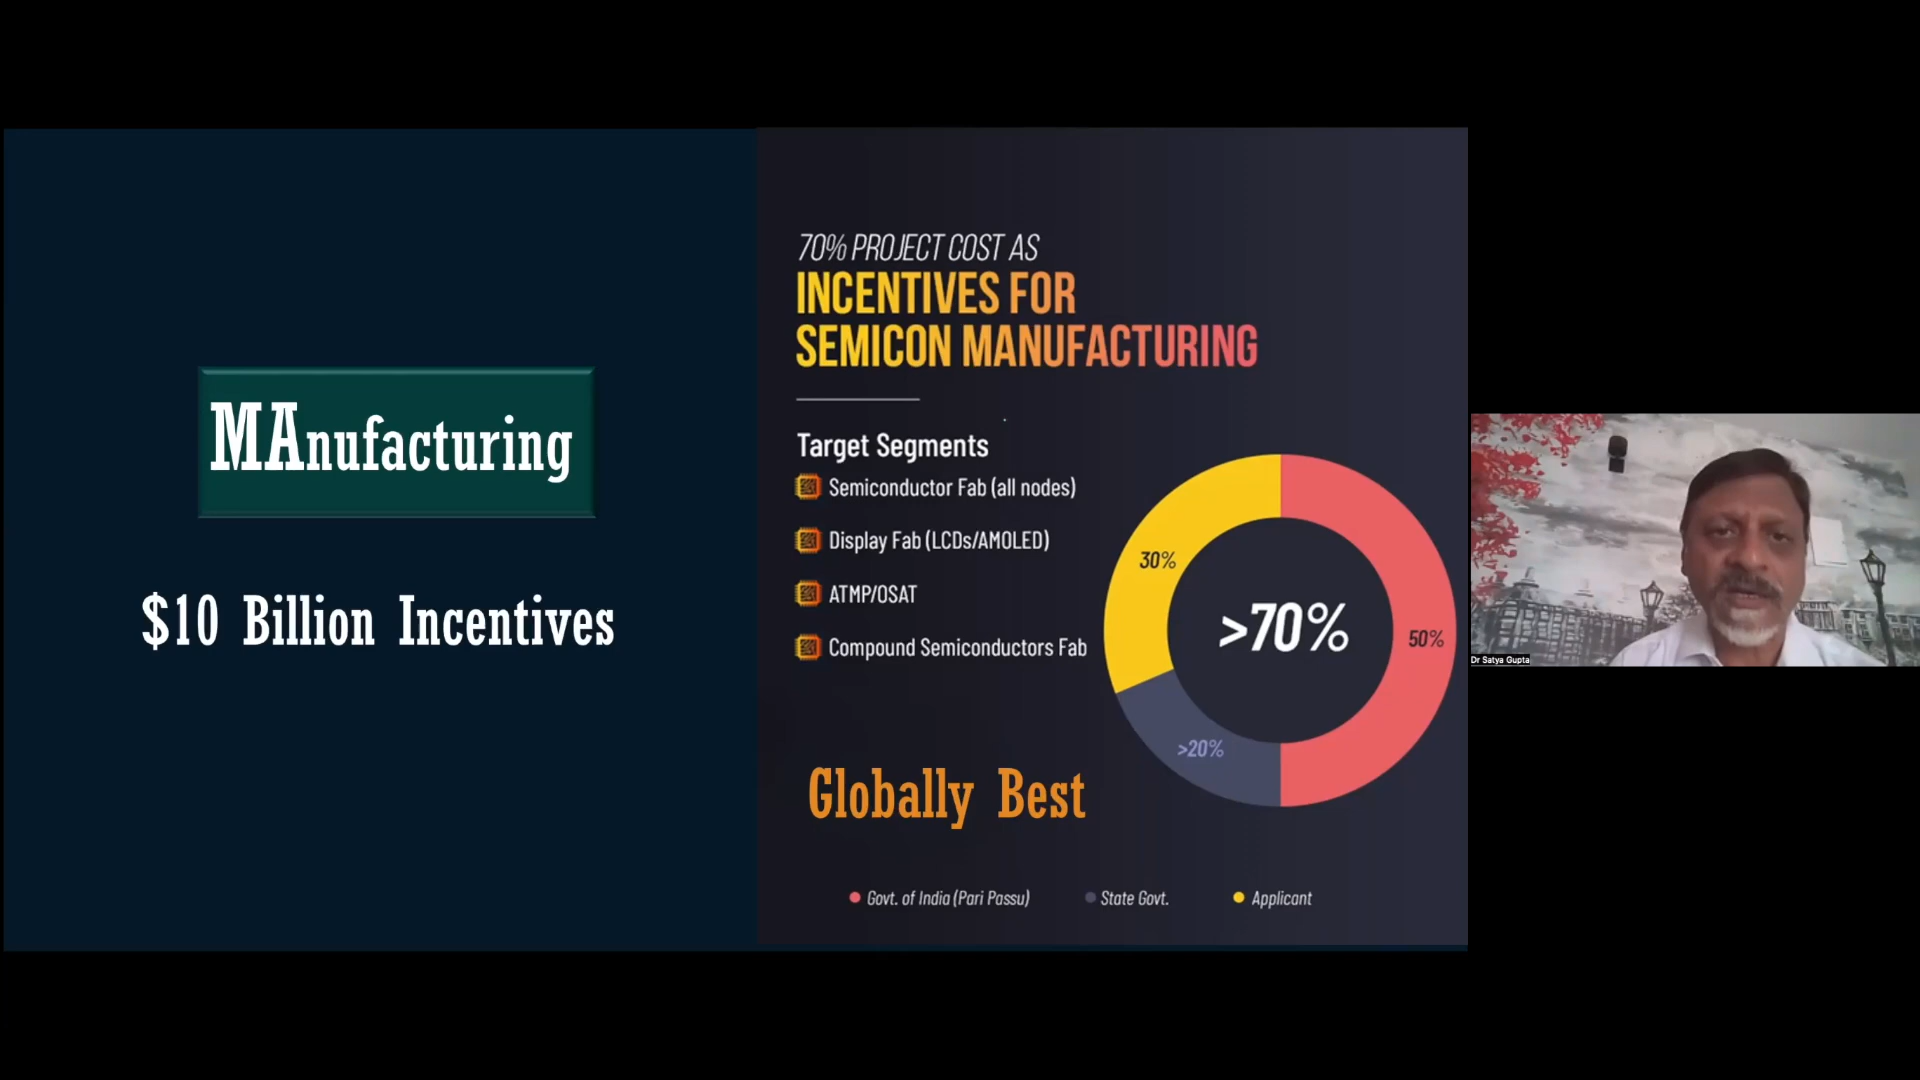 MAnufacturing
$10 Billion Incentives
70% PROJECT COST AS
INCENTIVES FOR
SEMICON MANUFACTURING
Target Segments
Semiconductor Fab (all nodes)
Display Fab (LCDs/AMOLED)
ATMP/OSAT
Compound Semiconductors Fab
30%
>70%
50%
>20%
Globally Best
Govt. of India (Pari Passu)
State Govt.
Applicant
Dr Satya Gupta